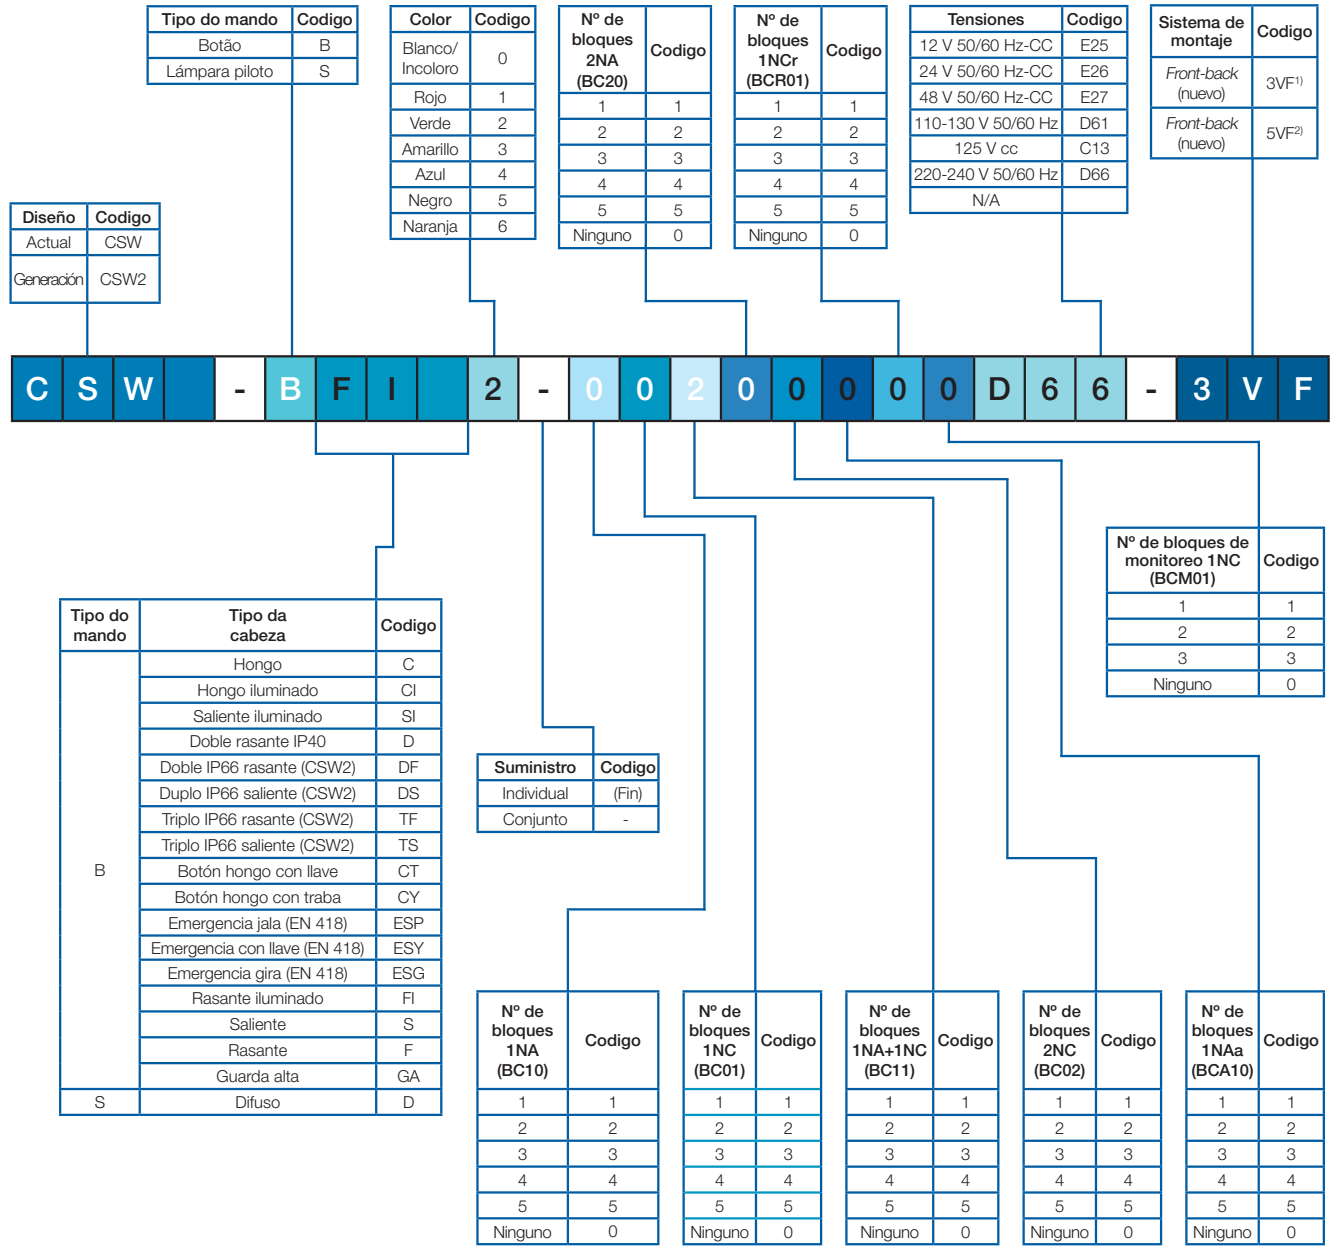 Tipo do mando Codigo
Botão B
Lámpara piloto S
Color Codigo
Blanco/
Incoloro 0
Rojo 1
Verde 2
Amarillo 3
Azul 4
Negro 5
Naranja 6
Nº de
bloques
2NA
(BC20) Codigo
1 1
2 2
3 3
4 4
5 5
Ninguno 0
Nº de
bloques
1NCr
(BCR01) Codigo
1 1
2 2
3 3
4 4
5 5
Ninguno 0
Tensiones Codigo
12 V 50/60 Hz-CC E25
24 V 50/60 Hz-CC E26
48 V 50/60 Hz-CC E27
110-130 V 50/60 Hz D61
125 V cc C13
220-240 V 50/60 Hz D66
N/A
Sistema de
montaje Codigo
Front-back
(nuevo) 3VF1)
Front-back
(nuevo) 5VF2)
Diseño Codigo
Actual CSW
Generación CSW2
C S W - B F I 2 - 0 0 2 0 0 0 0 0 D 6 6 - 3 V F
Nº de bloques de
monitoreo 1NC
(BCM01) Codigo
1 1
2 2
3 3
Ninguno 0
Tipo do
mando Tipo da
cabeza Codigo
B
Hongo C
Hongo iluminado CI
Saliente iluminado SI
Doble rasante IP40 D
Doble IP66 rasante (CSW2) DF
Duplo IP66 saliente (CSW2) DS
Triplo IP66 rasante (CSW2) TF
Triplo IP66 saliente (CSW2) TS
Botón hongo con llave CT
Botón hongo con traba CY
Emergencia jala (EN 418) ESP
Emergencia con llave (EN 418) ESY
Emergencia gira (EN 418) ESG
Rasante iluminado FI
Saliente S
Rasante F
Guarda alta GA
S Difuso D
Suministro Codigo
Individual (Fin)
Conjunto -
Nº de
bloques
1NA
(BC10) Codigo
1 1
2 2
3 3
4 4
5 5
Ninguno 0
Nº de
bloques
1NC
(BC01) Codigo
1 1
2 2
3 3
4 4
5 5
Ninguno 0
Nº de
bloques
1NA+1NC
(BC11) Codigo
1 1
2 2
3 3
4 4
5 5
Ninguno 0
Nº de
bloques
2NC
(BC02) Codigo
1 1
2 2
3 3
4 4
5 5
Ninguno 0
Nº de
bloques
1NAa
(BCA10) Codigo
1 1
2 2
3 3
4 4
5 5
Ninguno 0